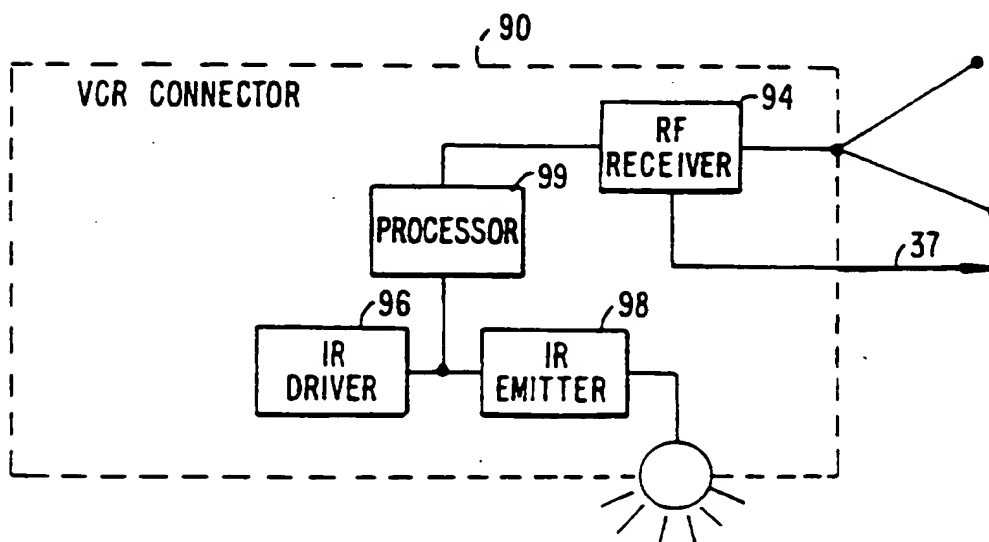 90
VCR CONNECTOR
94
RF
RECEIVER
99
PROCESSOR
37
96
98
IR
DRIVER
IR
EMITTER